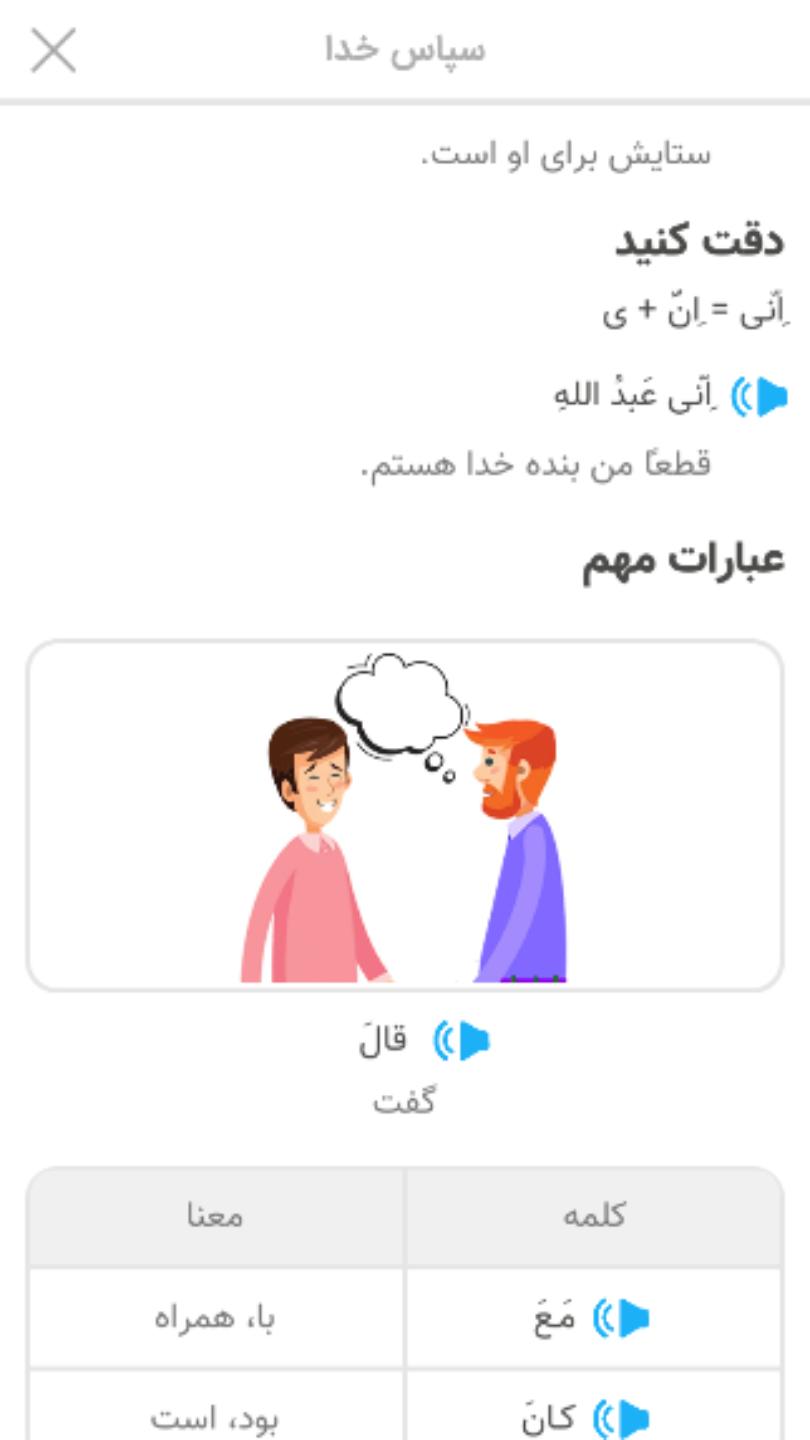 سپاس خدا
ستایش برای او است.
دقت کنید
اِنّی = اِنّ + ی
اِنّی عَبدُ اللهِ
قطعاً من بنده خدا هستم.
عبارات مهم
قالَ
گفت
کلمه معنا
مَعَ با، همراه
کانَ بود، است